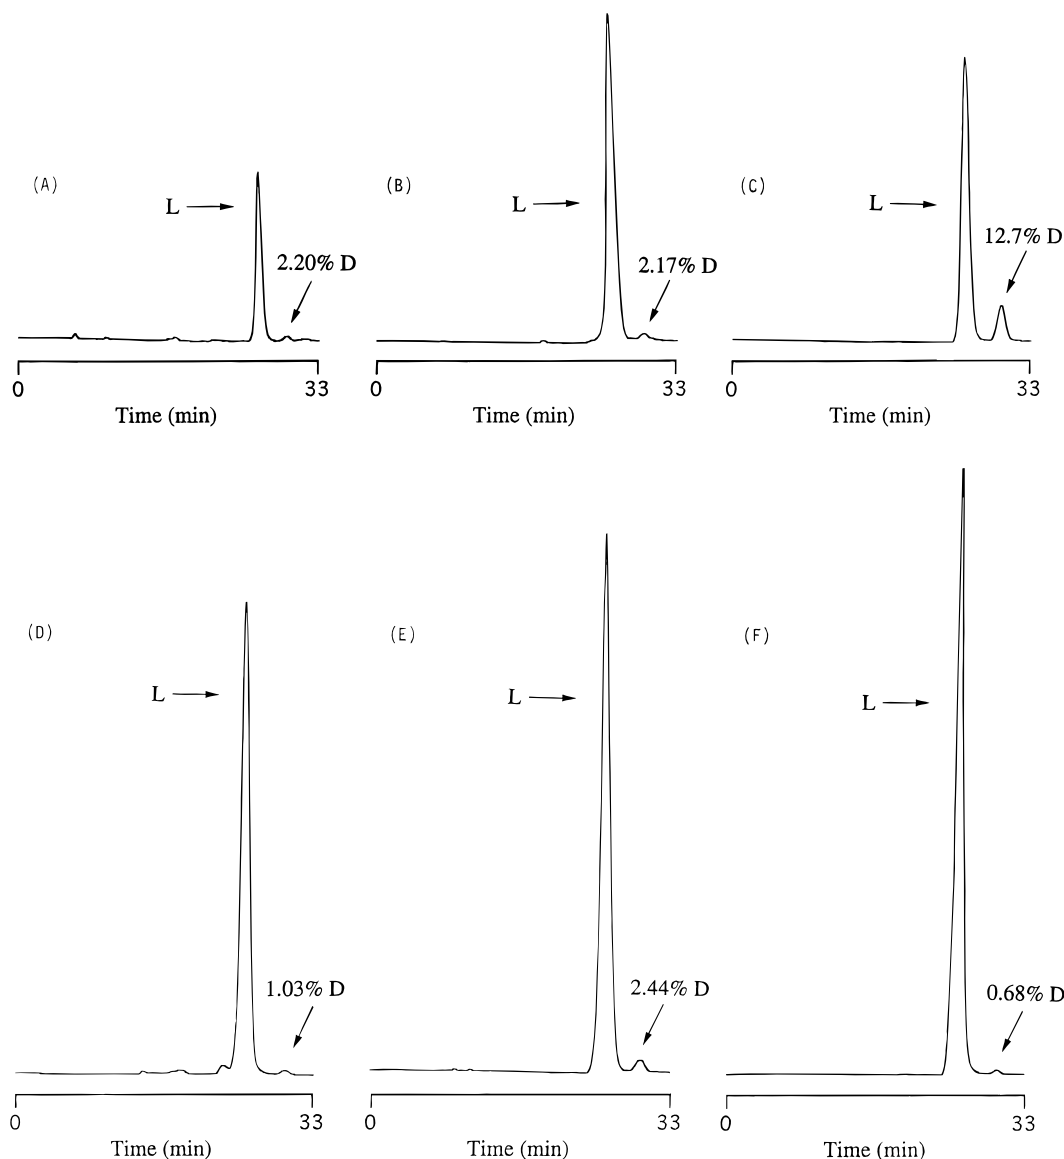 (A)
L
2.20% D
0 33
Time (min)
(B)
L
2.17% D
0 33
Time (min)
(C)
L
12.7% D
0 33
Time (min)
(D)
L
1.03% D
0 33
Time (min)
(E)
L
2.44% D
0 33
Time (min)
(F)
L
0.68% D
0 33
Time (min)